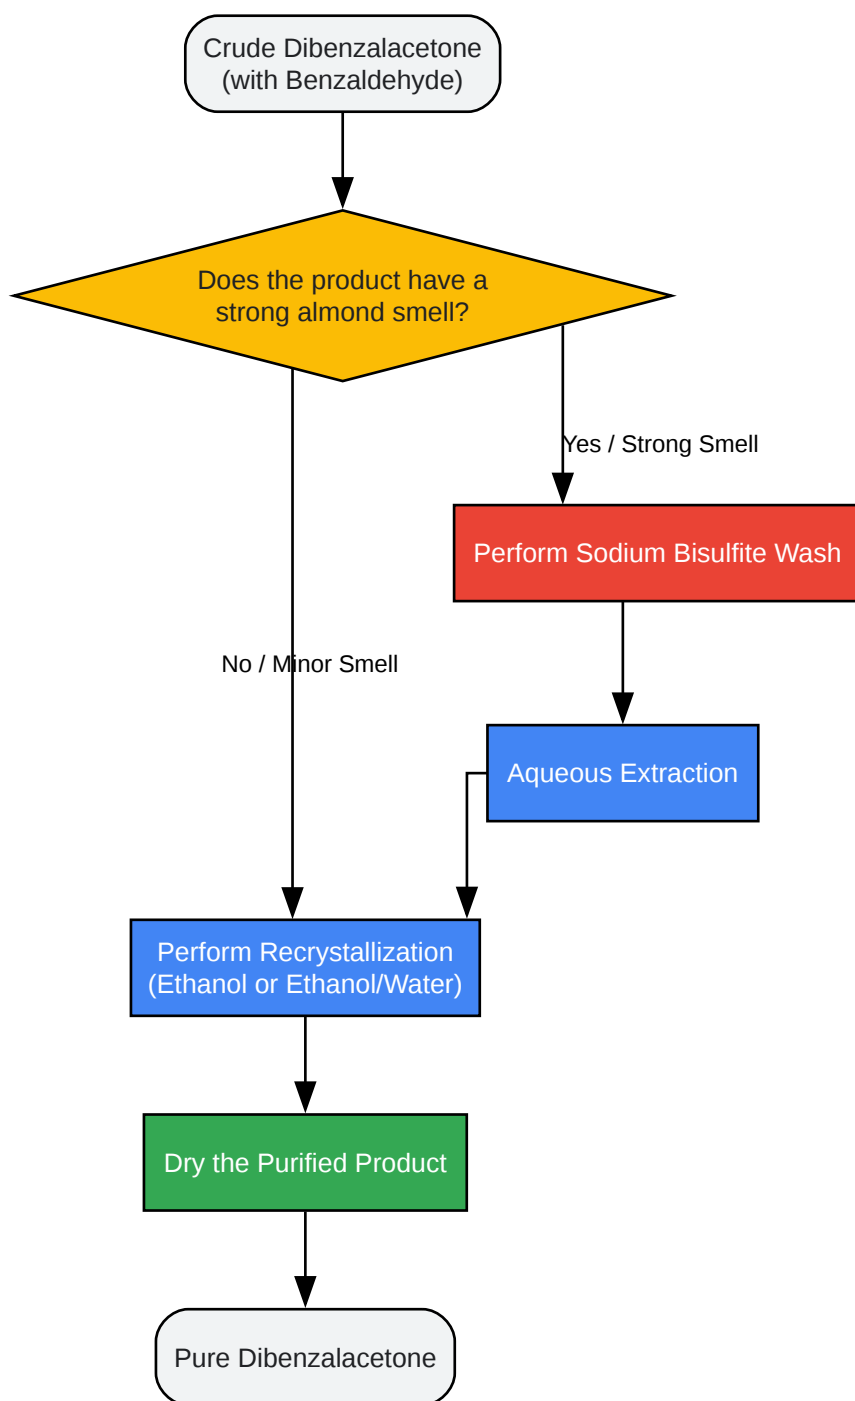 Crude Dibenzalacetone
(with Benzaldehyde)
Does the product have a
strong almond smell?
Yes / Strong Smell
Perform Sodium Bisulfite Wash
No / Minor Smell
Aqueous Extraction
Perform Recrystallization
(Ethanol or Ethanol/Water)
Dry the Purified Product
Pure Dibenzalacetone